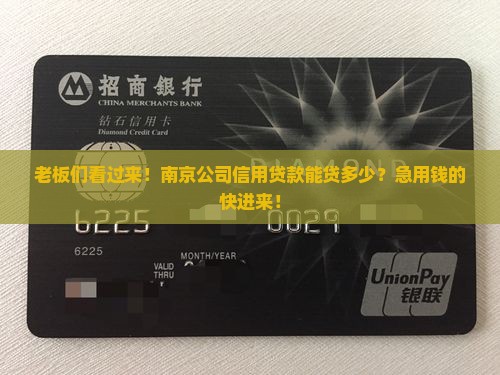 招商銀行
CHINA MERCHANTS BANK
钻石信用卡
Diamond Credit Card
DIAMOND
老板们看过来！南京公司信用贷款能贷多少？急用钱的
快进来！
6225 0029
6225
MONTH/YEAR
VALID
THRU
UnionPay
银联